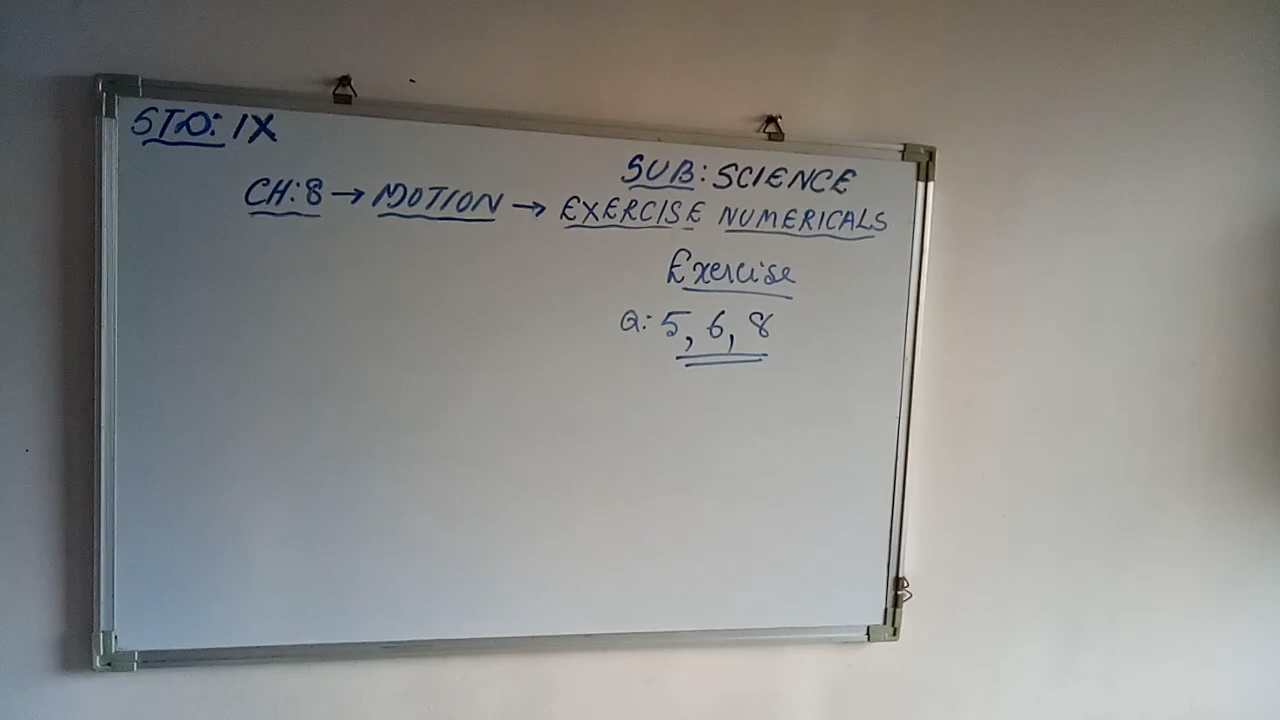 STD: IX
SUB: SCIENCE
CH: 8 → MOTION → EXERCISE NUMERICALS
Exercise
Q: 5, 6, 8